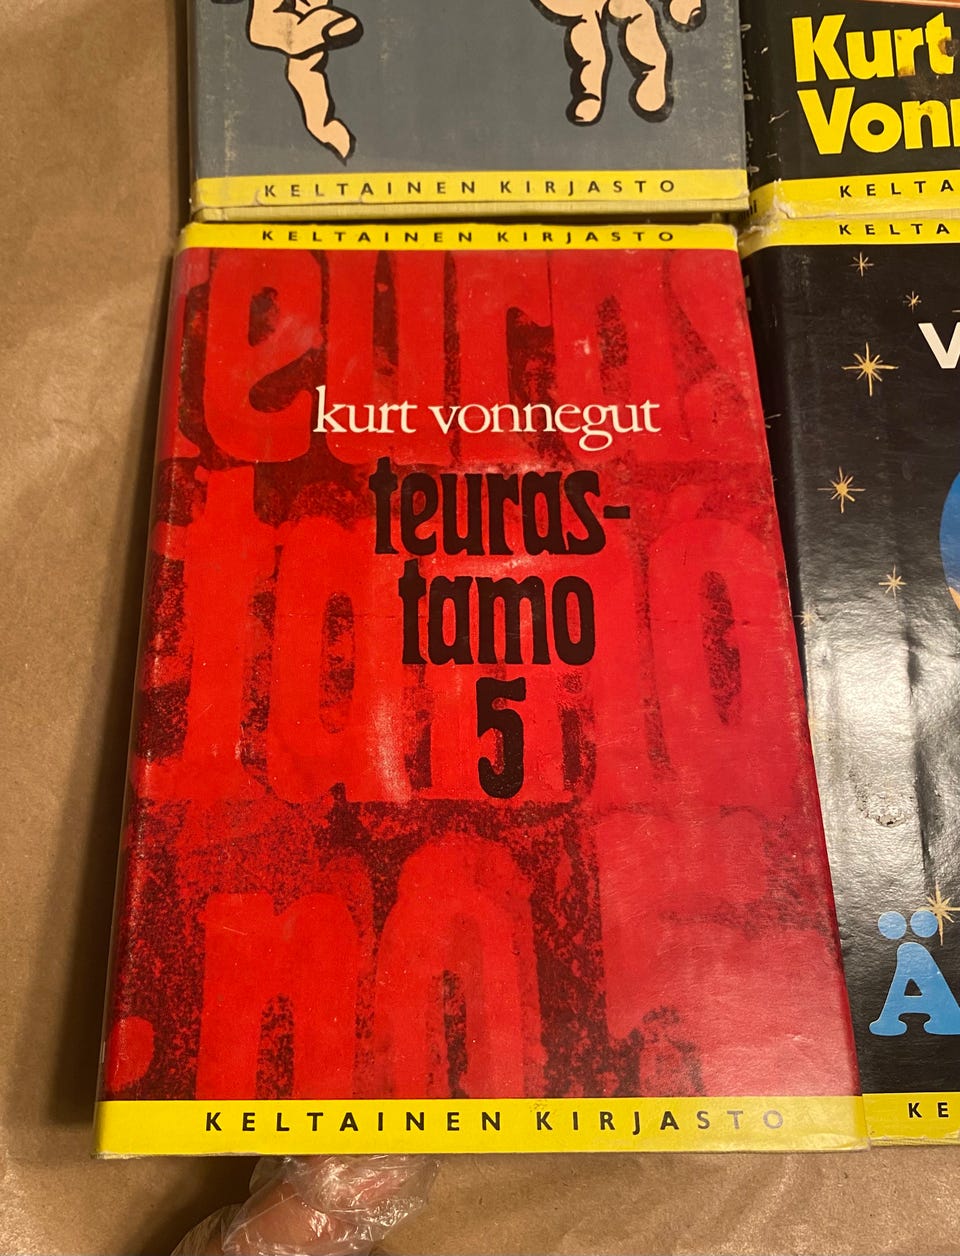 KELTAINEN KIRJASTO
Kurt
Vonn
KELTA
KELTAINEN KIRJASTO
kurt vonnegut
teuras-
tamo
5
KELTAINEN KIRJASTO
KELTA
V
Ä
KE